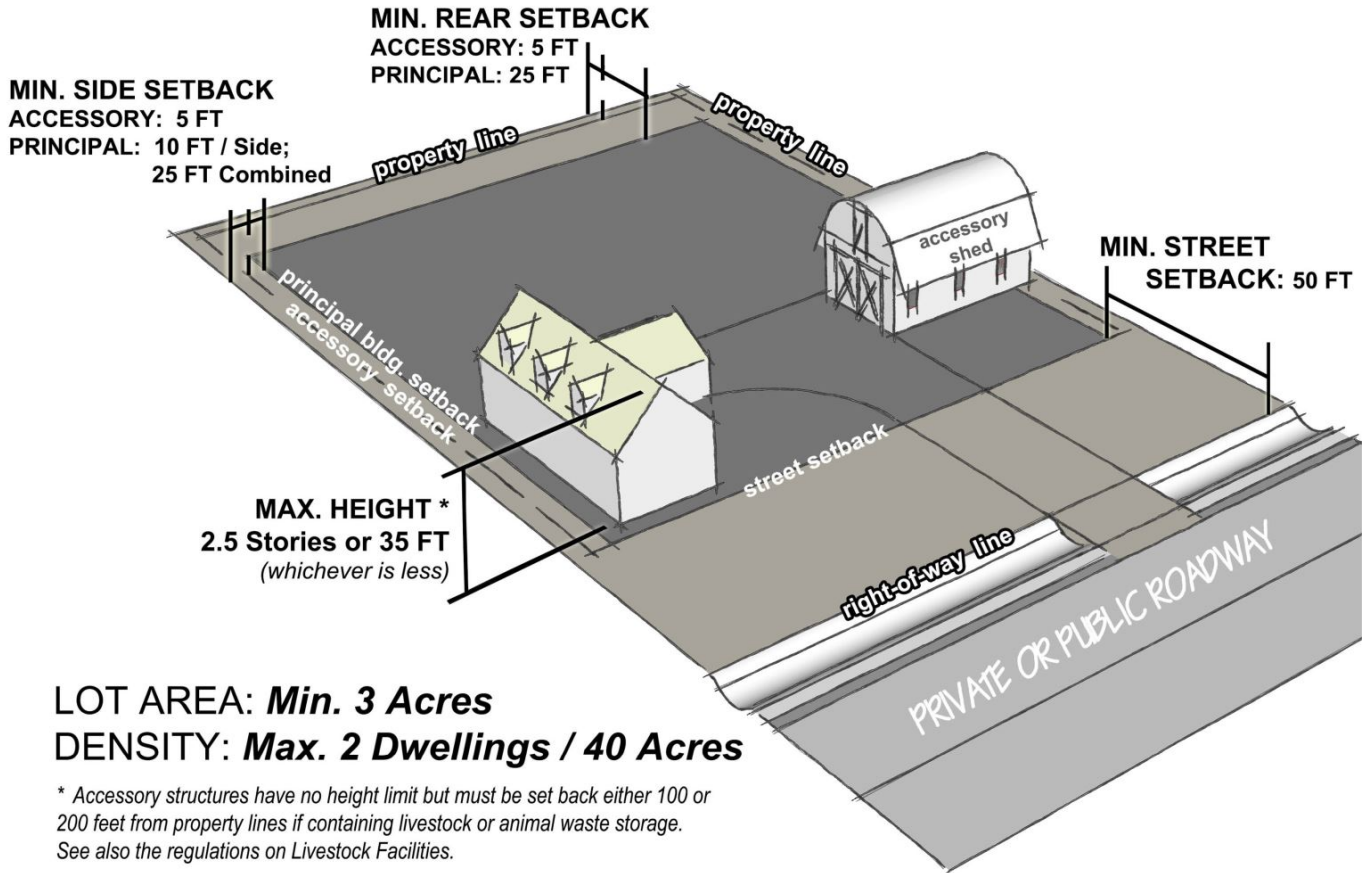 MIN. REAR SETBACK
ACCESSORY: 5 FT
PRINCIPAL: 25 FT
MIN. SIDE SETBACK
ACCESSORY: 5 FT
PRINCIPAL: 10 FT / Side;
25 FT Combined
property line
property line
accessory
shed
MIN. STREET
SETBACK: 50 FT
principal bldg. setback
accessory setback
street setback
MAX. HEIGHT *
2.5 Stories or 35 FT
(whichever is less)
right-of-way line
PRIVATE OR PUBLIC ROADWAY
LOT AREA: Min. 3 Acres
DENSITY: Max. 2 Dwellings / 40 Acres
* Accessory structures have no height limit but must be set back either 100 or
200 feet from property lines if containing livestock or animal waste storage.
See also the regulations on Livestock Facilities.